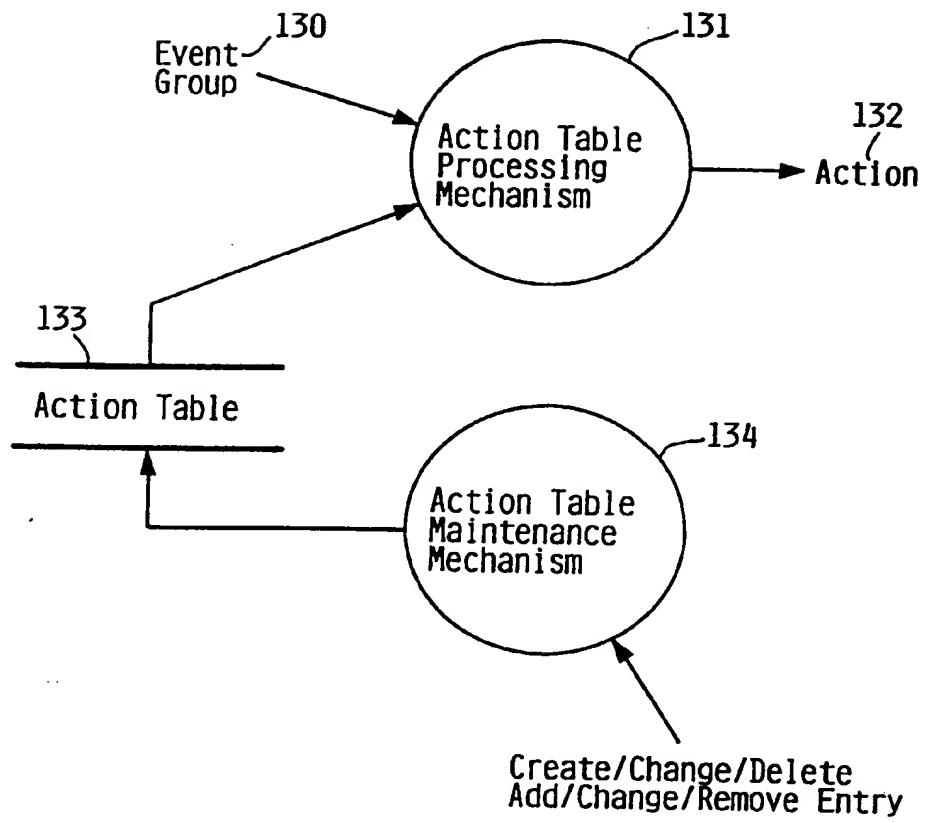 130
Event
Group
131
Action Table
Processing
Mechanism
132
Action
133
Action Table
134
Action Table
Maintenance
Mechanism
Create/Change/Delete
Add/Change/Remove Entry